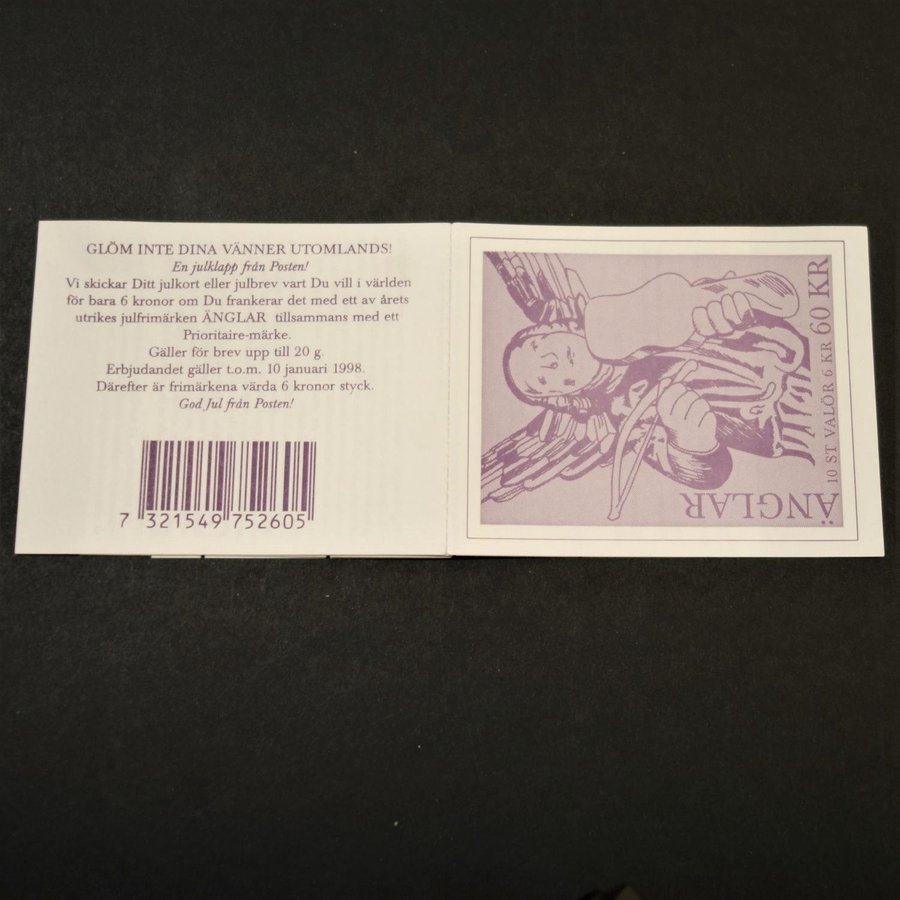 GLÖM INTE DINA VÄNNER UTOMLANDS!
En julklapp från Posten!
Vi skickar Ditt julkort eller julbrev vart Du vill i världen
för bara 6 kronor om Du frankerar det med ett av årets
utrikes julfrimärken ÄNGLAR tillsammans med ett
Prioritaire-märke.
Gäller för brev upp till 20 g.
Erbjudandet gäller t.o.m. 10 januari 1998.
Därefter är frimärkena värda 6 kronor styck.
God Jul från Posten!
7 321549 752605
ÄNGLAR
10 ST VALÖR 6 KR 60 KR